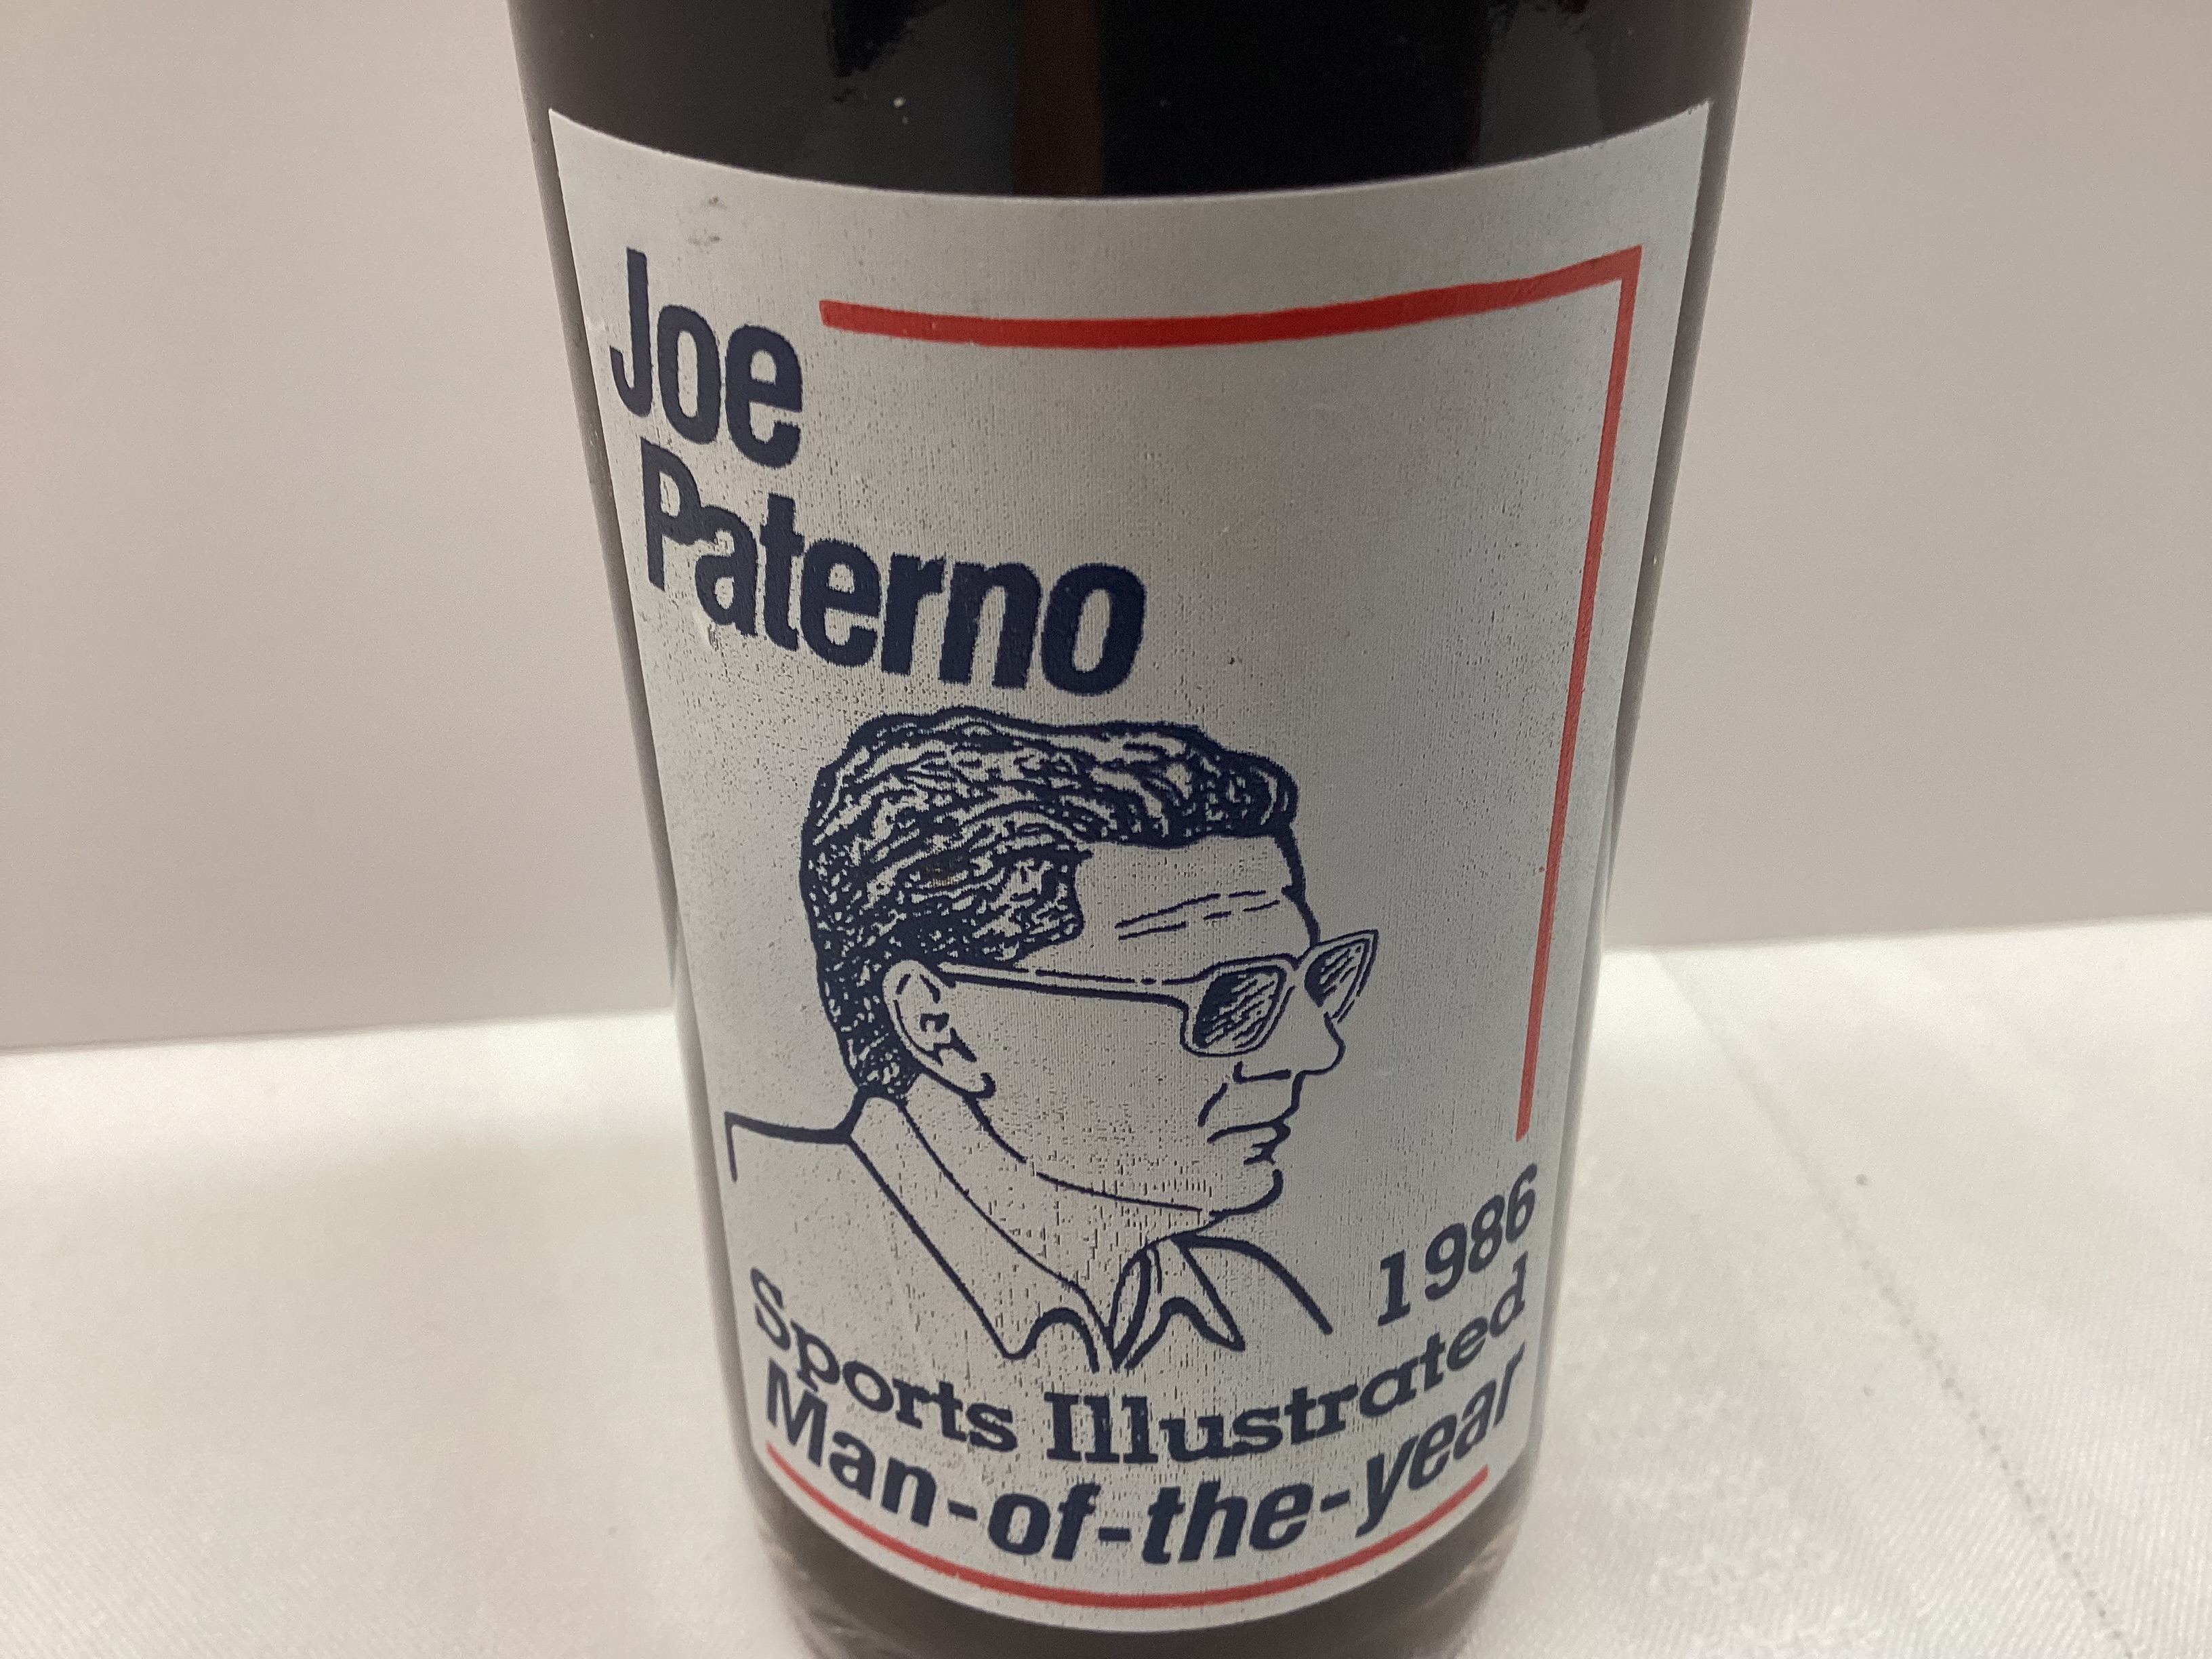 Joe
Paterno
1986
Sports Illustrated
Man-of-the-year